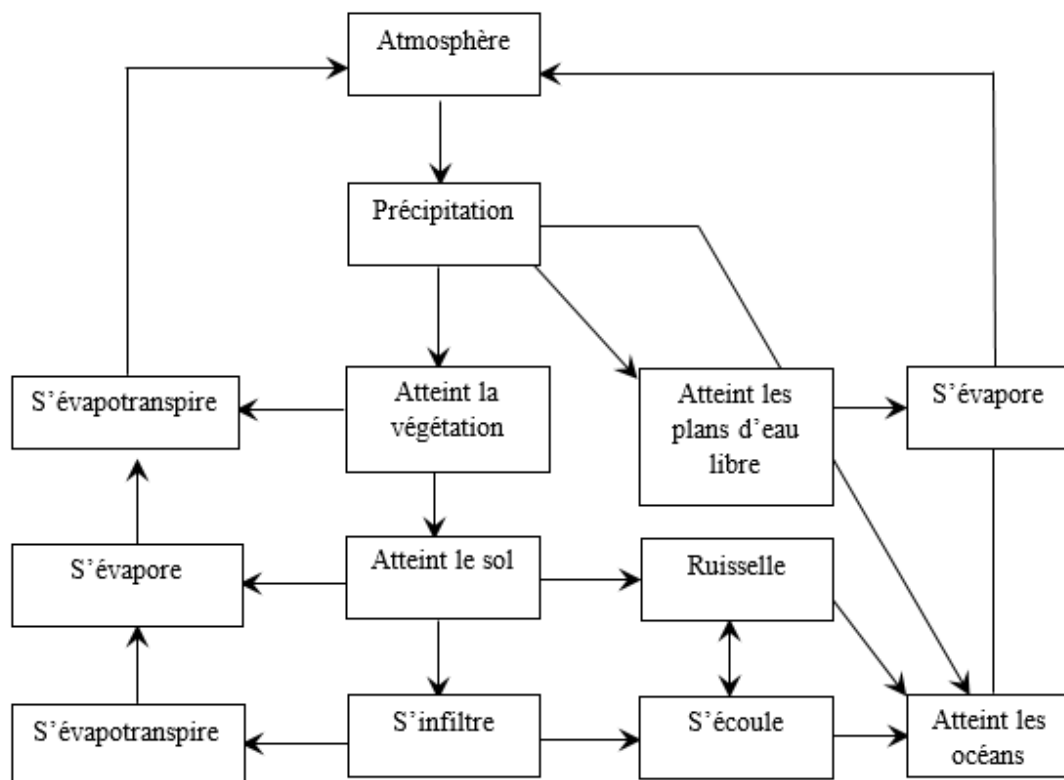 Atmosphère
Précipitation
S’évapotranspire
Atteint la
végétation
Atteint les
plans d’eau
libre
S’évapore
S’évapore
Atteint le sol
Ruisselle
S’évapotranspire
S’infiltre
S’écoule
Atteint les
océans